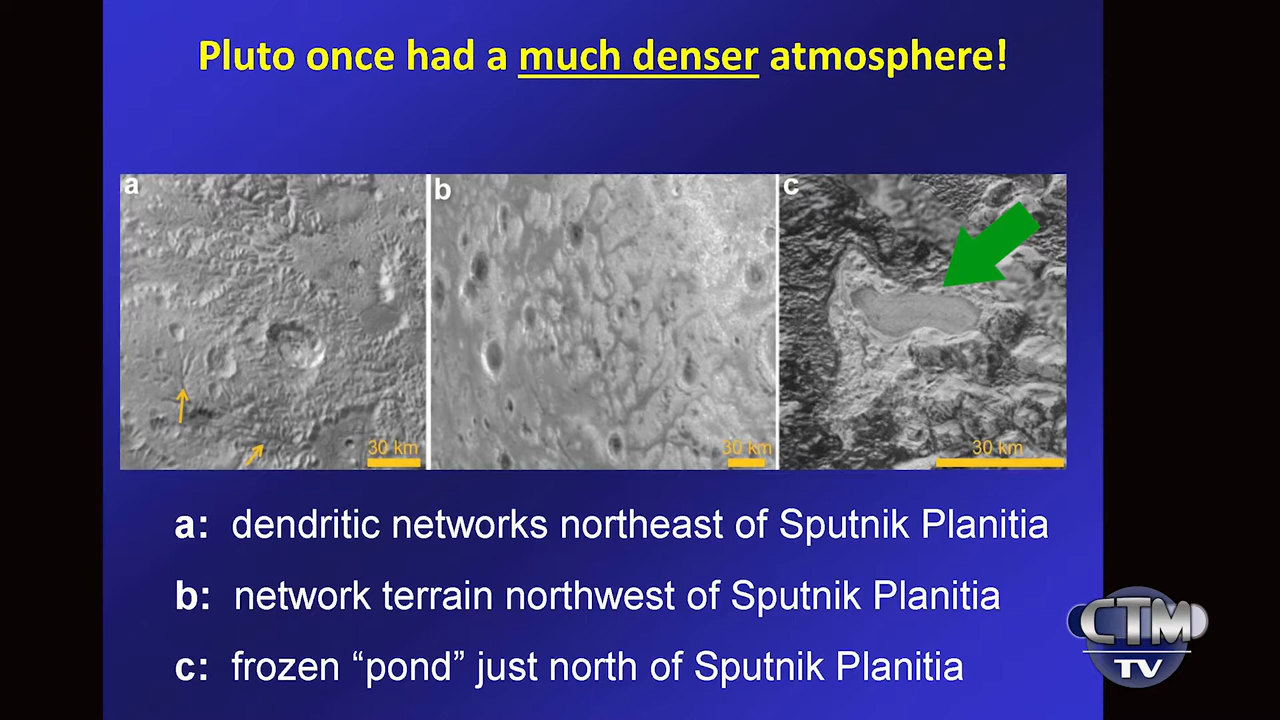 Pluto once had a much denser atmosphere!
a
b
c
30 km
30 km
30 km
a: dendritic networks northeast of Sputnik Planitia
b: network terrain northwest of Sputnik Planitia
c: frozen “pond” just north of Sputnik Planitia
CTM
TV